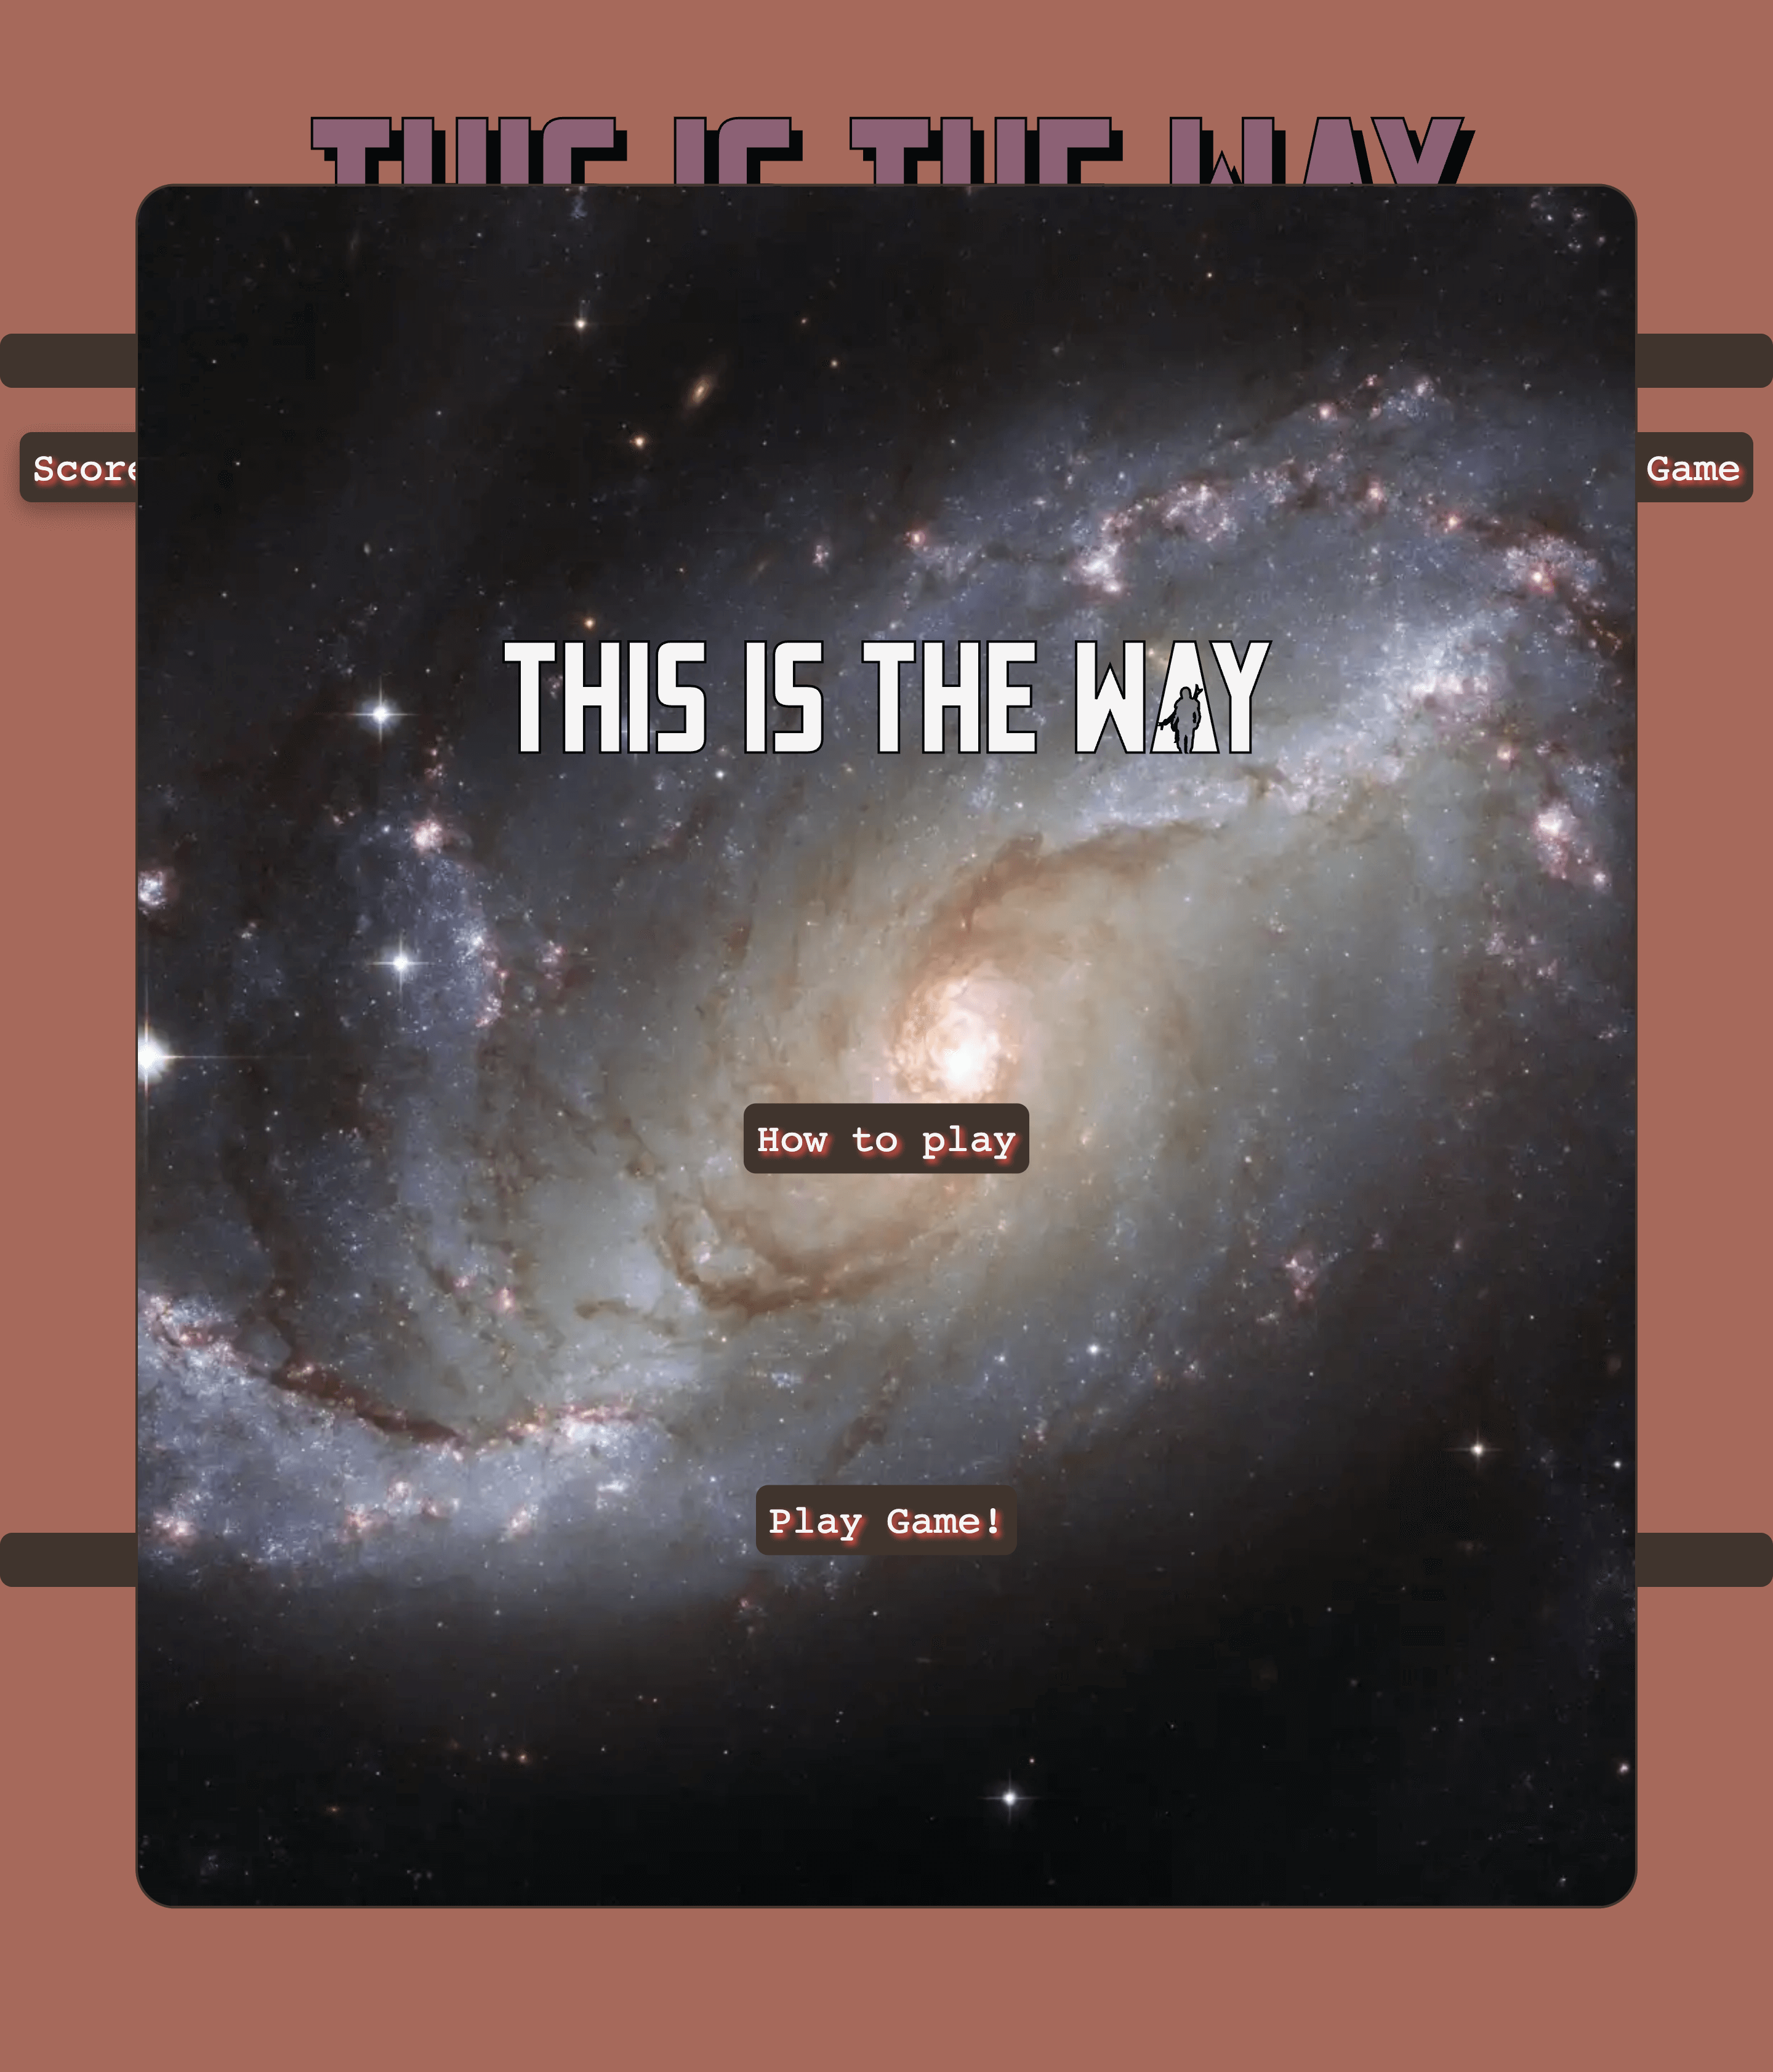 THIS IS THE WAY
Score
Game
THIS IS THE WAY
How to play
Play Game!